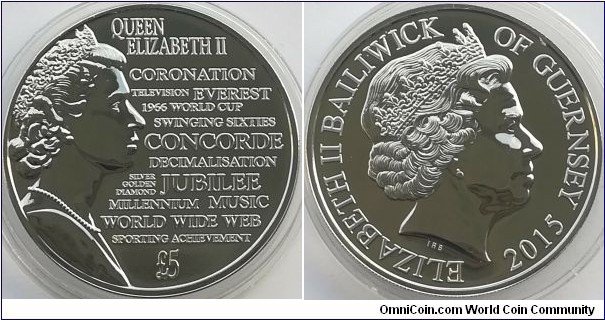 QUEEN
ELIZABETH II
CORONATION
TELEVISION EVEREST
1966 WORLD CUP
SWINGING SIXTIES
CONCORDE
DECIMALISATION
SILVER
GOLDEN
DIAMOND
JUBILEE
MILLENNIUM MUSIC
WORLD WIDE WEB
SPORTING ACHIEVEMENT
£5
ELIZABETH II BAILIWICK OF GUERNSEY 2015
IRB
OmniCoin.com World Coin Community